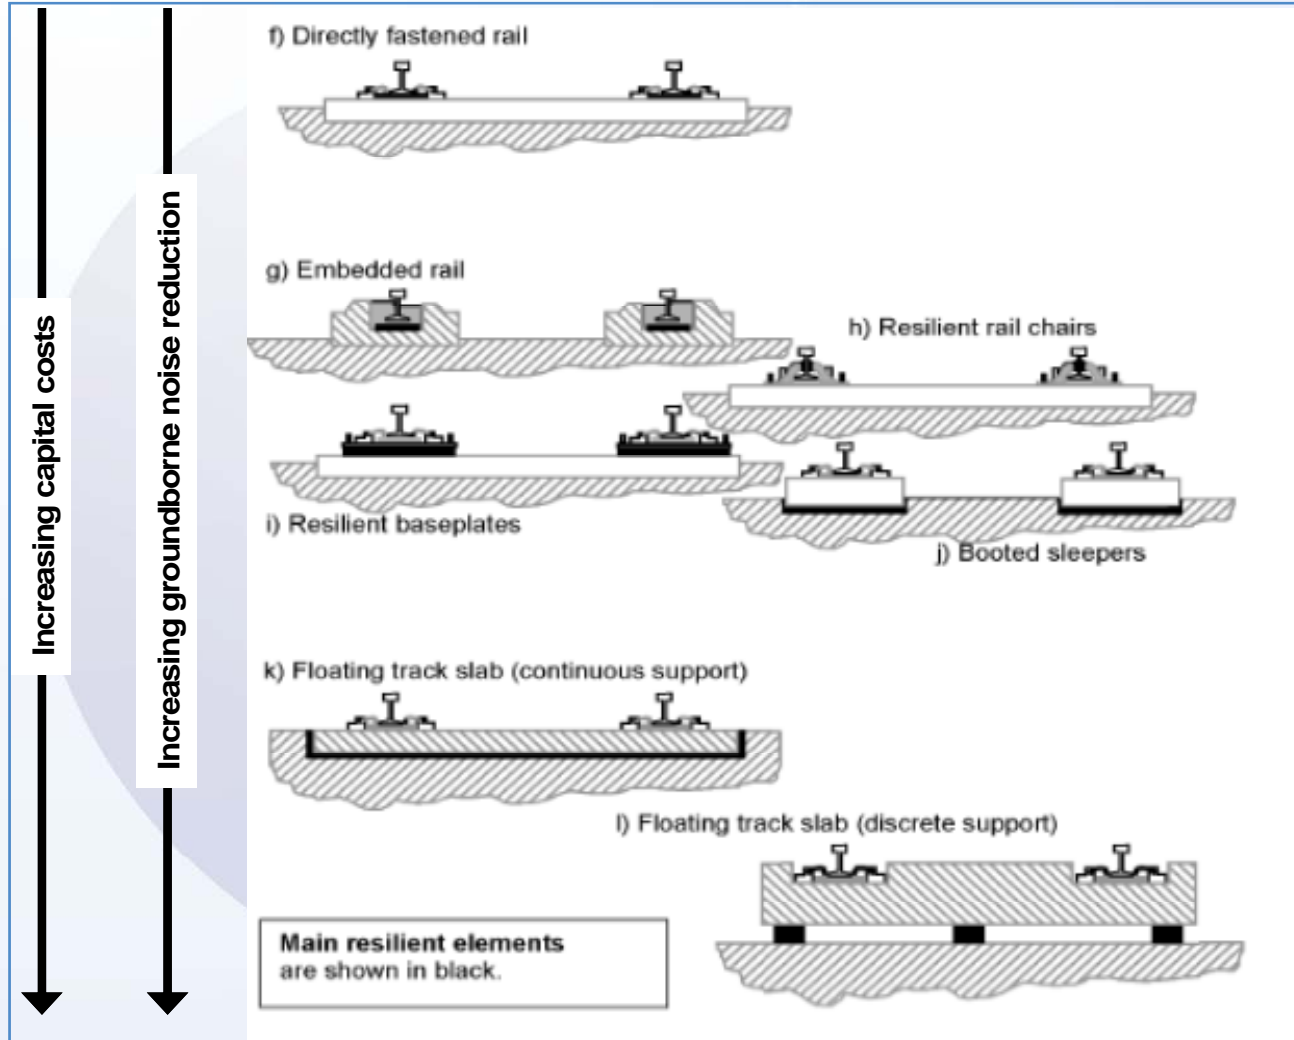 f) Directly fastened rail
g) Embedded rail
h) Resilient rail chairs
i) Resilient baseplates
j) Booted sleepers
k) Floating track slab (continuous support)
l) Floating track slab (discrete support)
Main resilient elements
are shown in black.
Increasing capital costs
Increasing groundborne noise reduction